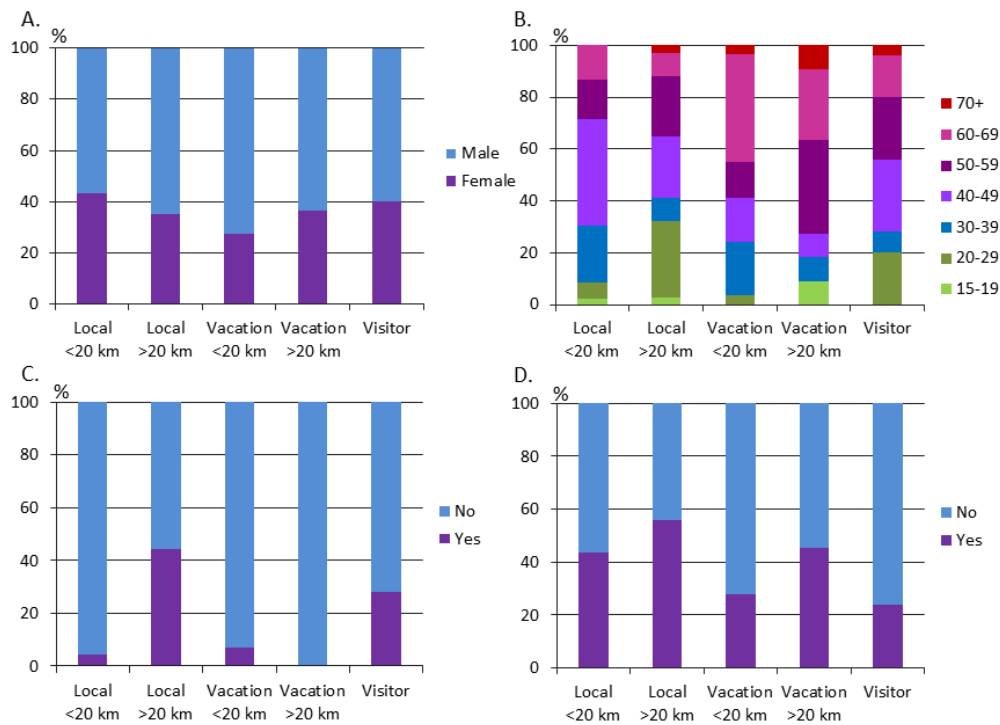 A.
%
100
80
60
40
20
0
Local <20 km
Local >20 km
Vacation <20 km
Vacation >20 km
Visitor
Male
Female
B.
%
100
80
60
40
20
0
Local <20 km
Local >20 km
Vacation <20 km
Vacation >20 km
Visitor
70+
60-69
50-59
40-49
30-39
20-29
15-19
C.
%
100
80
60
40
20
0
Local <20 km
Local >20 km
Vacation <20 km
Vacation >20 km
Visitor
No
Yes
D.
%
100
80
60
40
20
0
Local <20 km
Local >20 km
Vacation <20 km
Vacation >20 km
Visitor
No
Yes